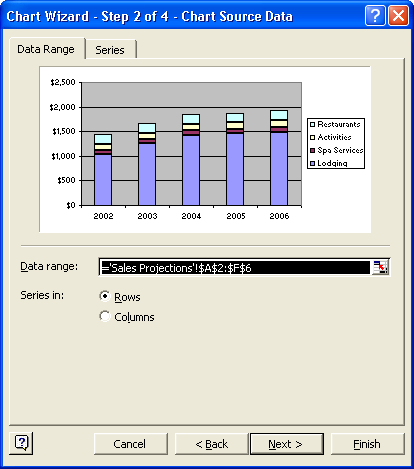 Chart Wizard - Step 2 of 4 - Chart Source Data
Data Range
Series
$2,500
$2,000
$1,500
$1,000
$500
$0
2002 2003 2004 2005 2006
Restaurants
Activities
Spa Services
Lodging
Data range:
='Sales Projections'!$A$2:$F$6
Series in:
Rows
Columns
Cancel
< Back
Next >
Finish